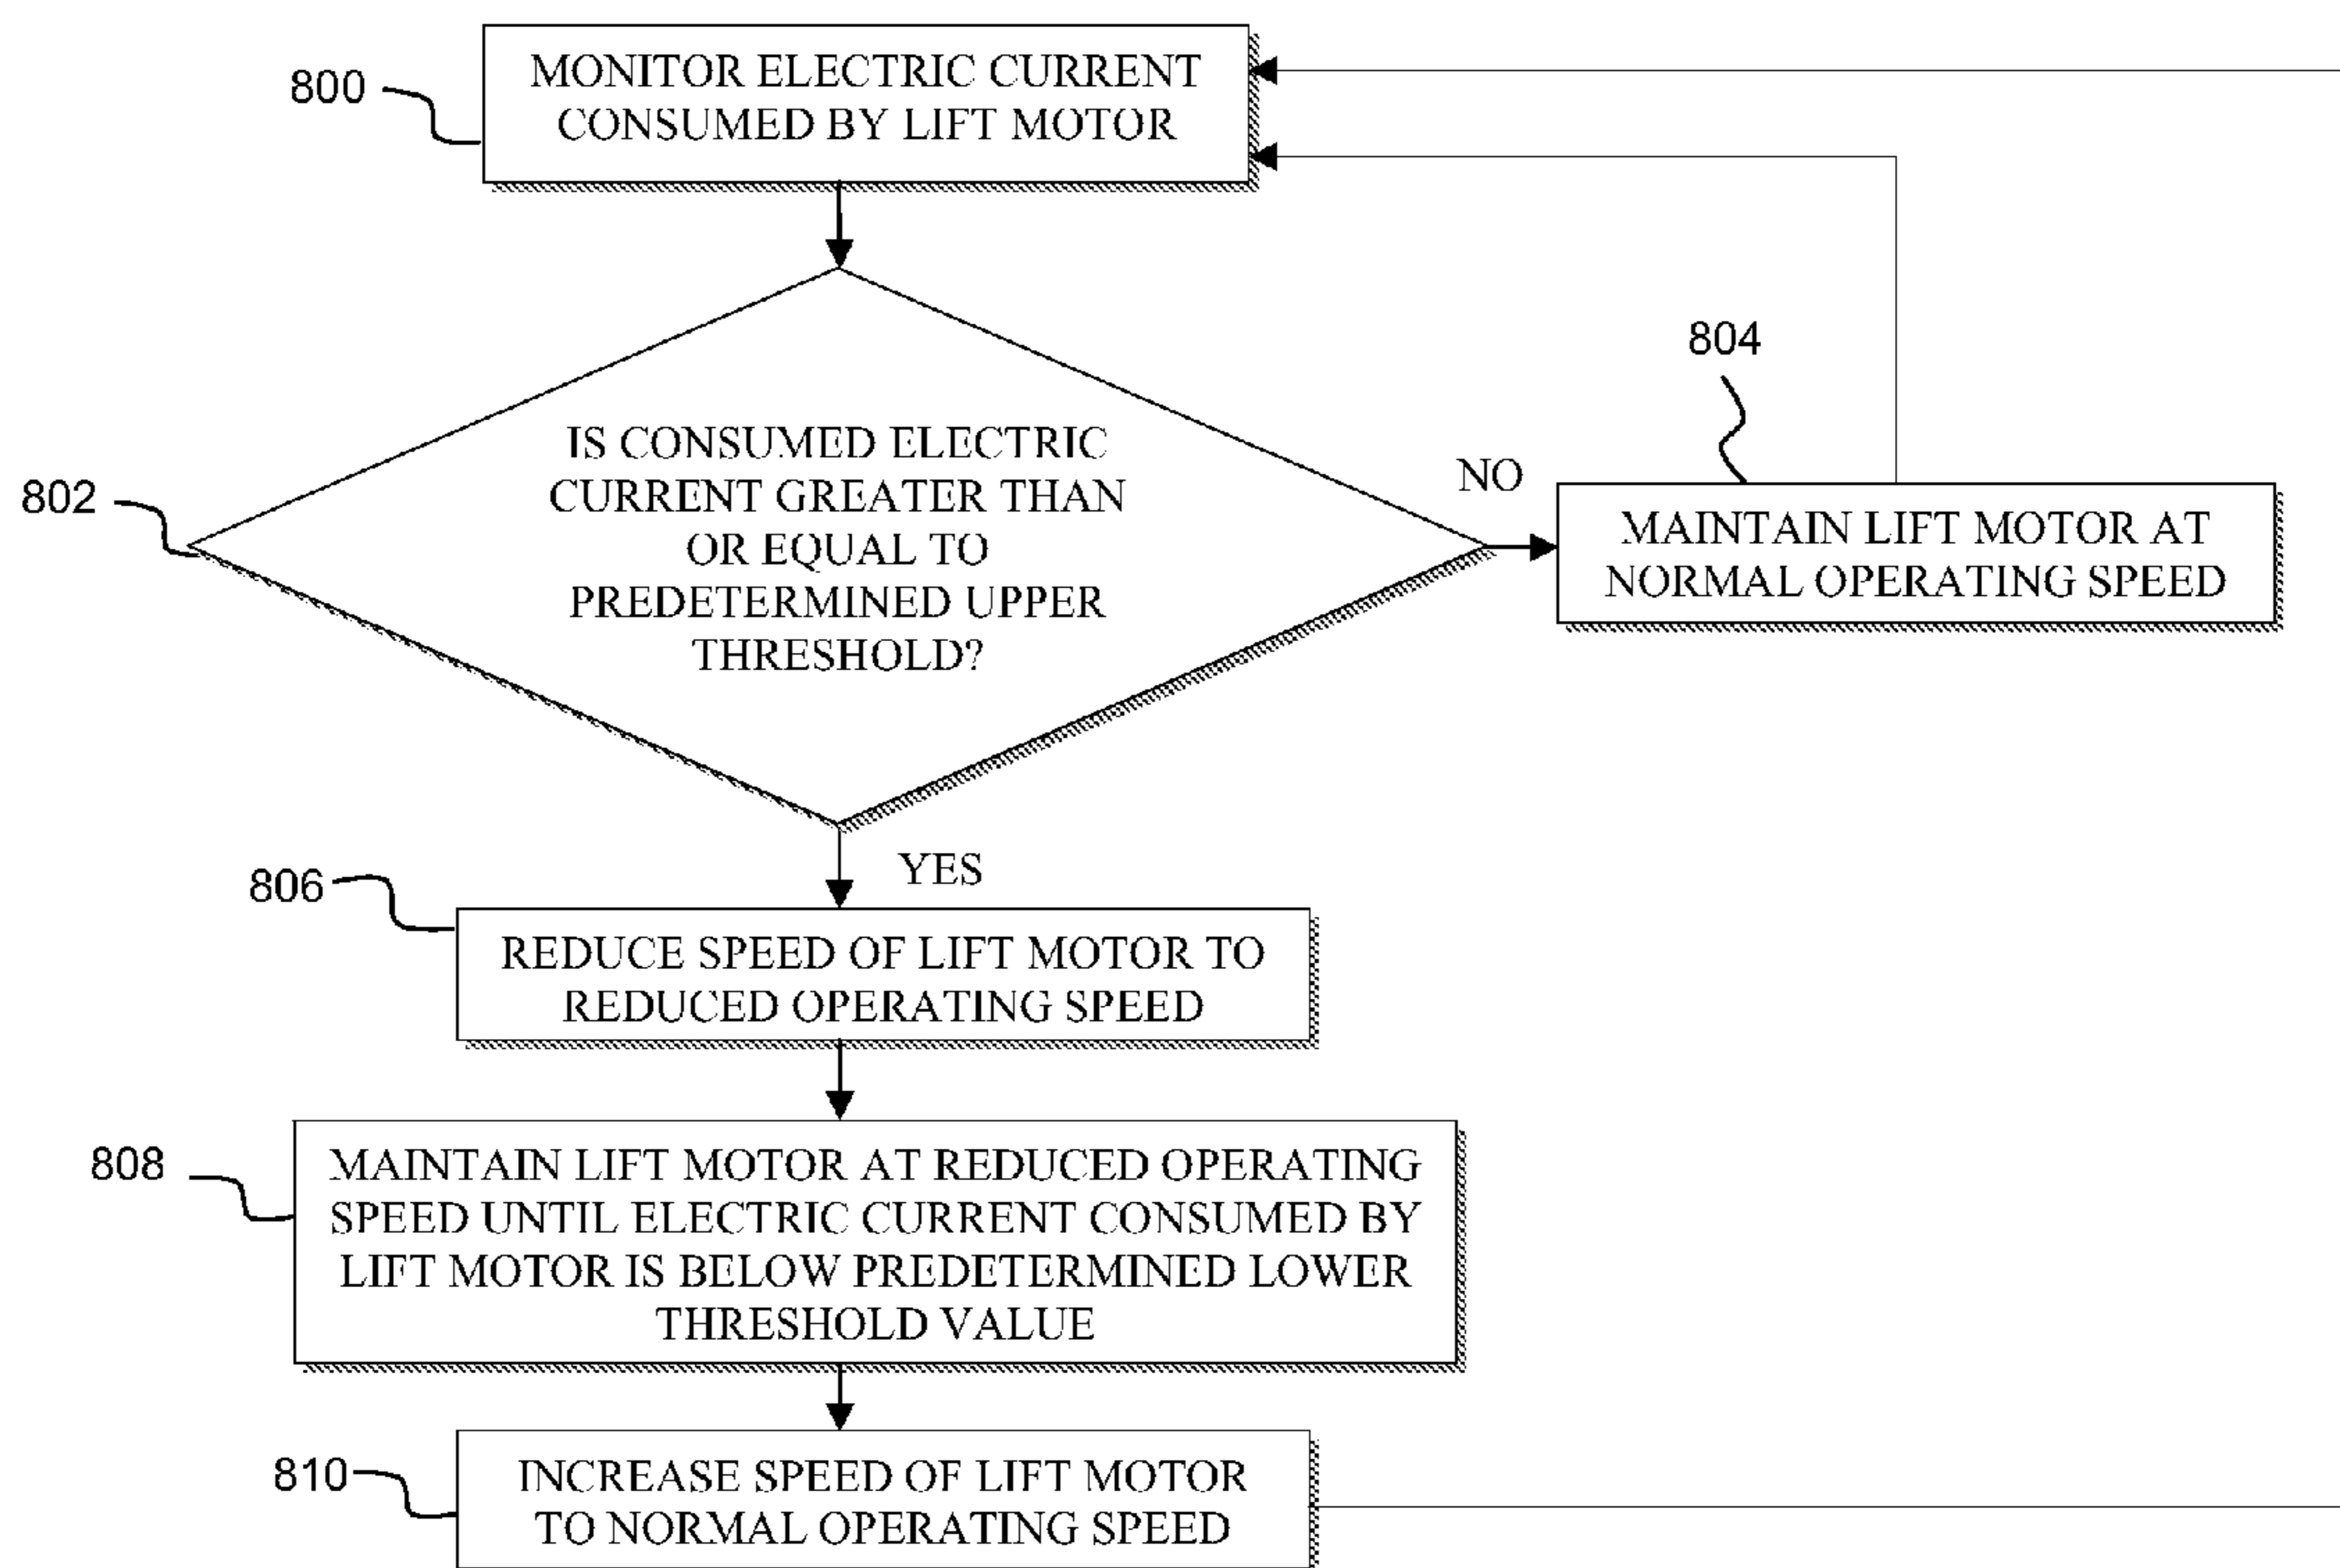 800
MONITOR ELECTRIC CURRENT
CONSUMED BY LIFT MOTOR
802
IS CONSUMED ELECTRIC
CURRENT GREATER THAN
OR EQUAL TO
PREDETERMINED UPPER
THRESHOLD?
NO
804
MAINTAIN LIFT MOTOR AT
NORMAL OPERATING SPEED
YES
806
REDUCE SPEED OF LIFT MOTOR TO
REDUCED OPERATING SPEED
808
MAINTAIN LIFT MOTOR AT REDUCED OPERATING
SPEED UNTIL ELECTRIC CURRENT CONSUMED BY
LIFT MOTOR IS BELOW PREDETERMINED LOWER
THRESHOLD VALUE
810
INCREASE SPEED OF LIFT MOTOR
TO NORMAL OPERATING SPEED